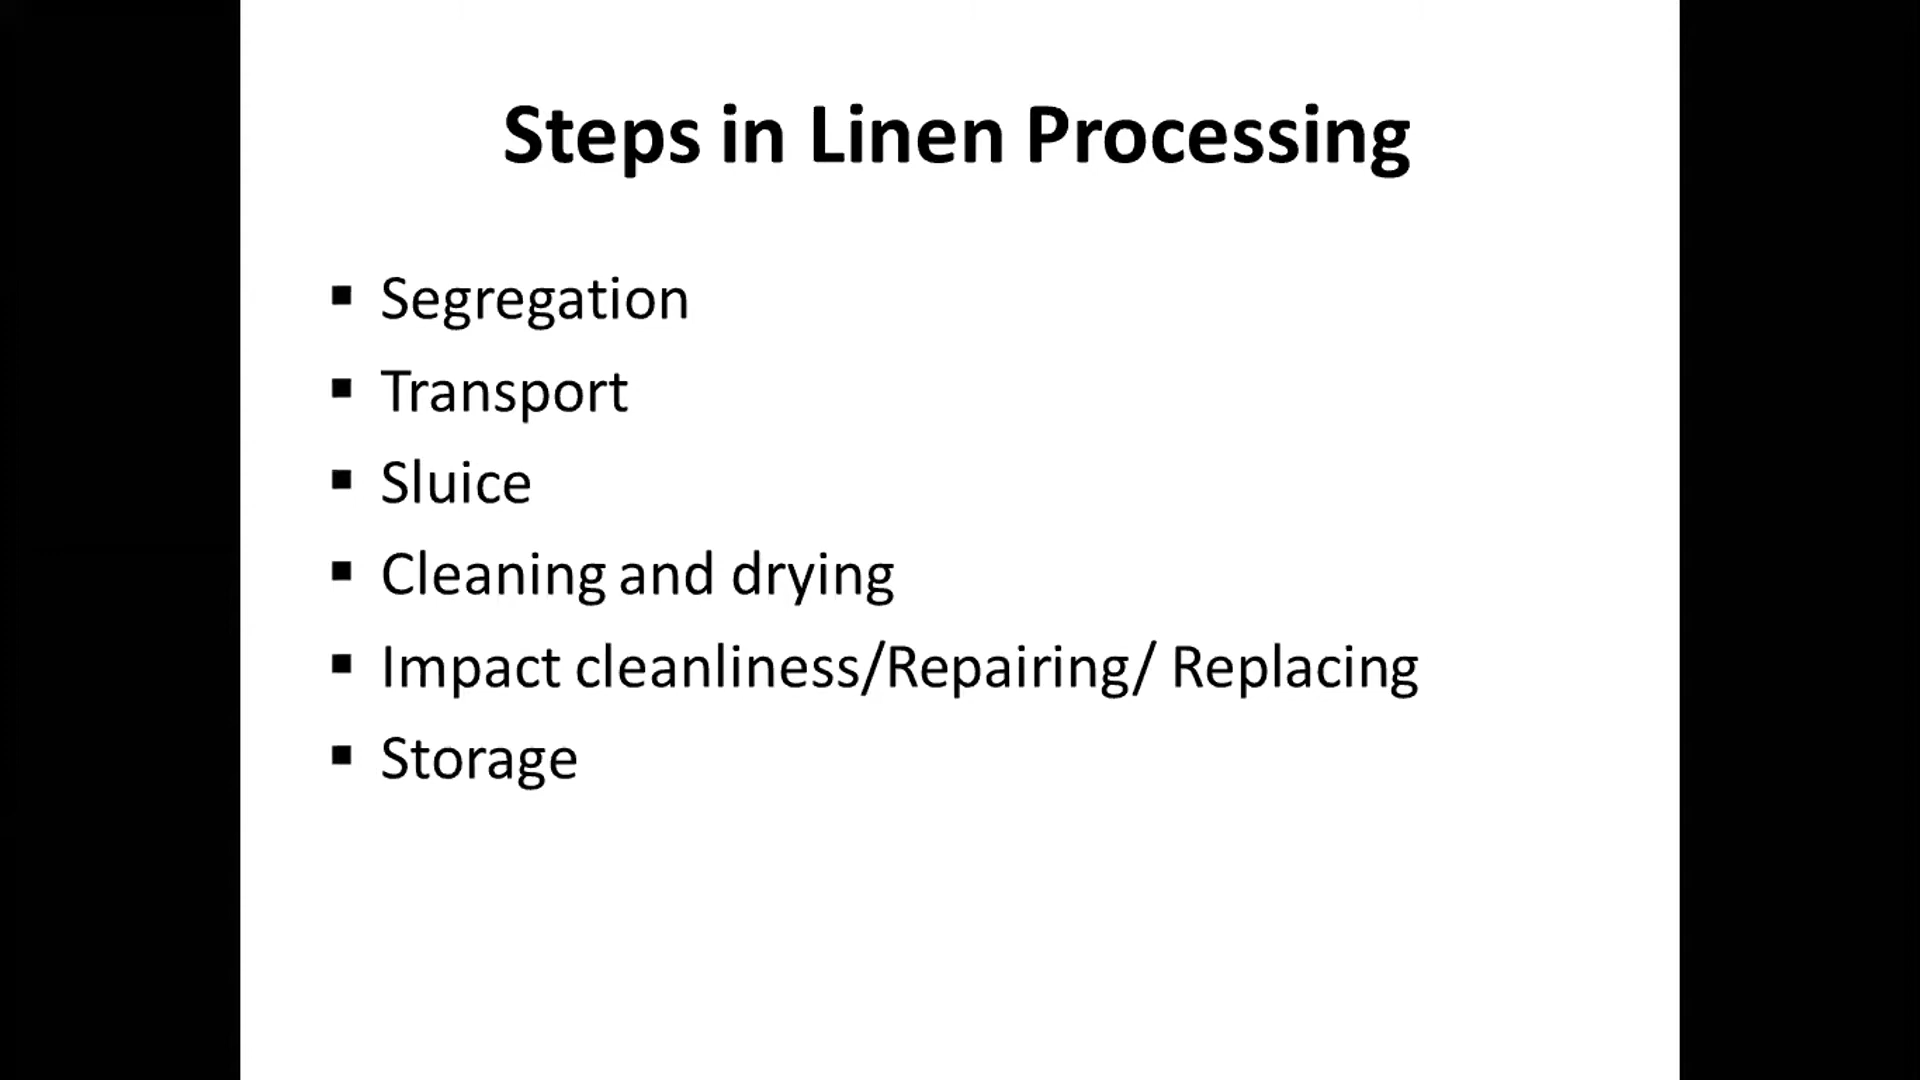 Steps in Linen Processing
▪ Segregation
▪ Transport
▪ Sluice
▪ Cleaning and drying
▪ Impact cleanliness/Repairing/ Replacing
▪ Storage